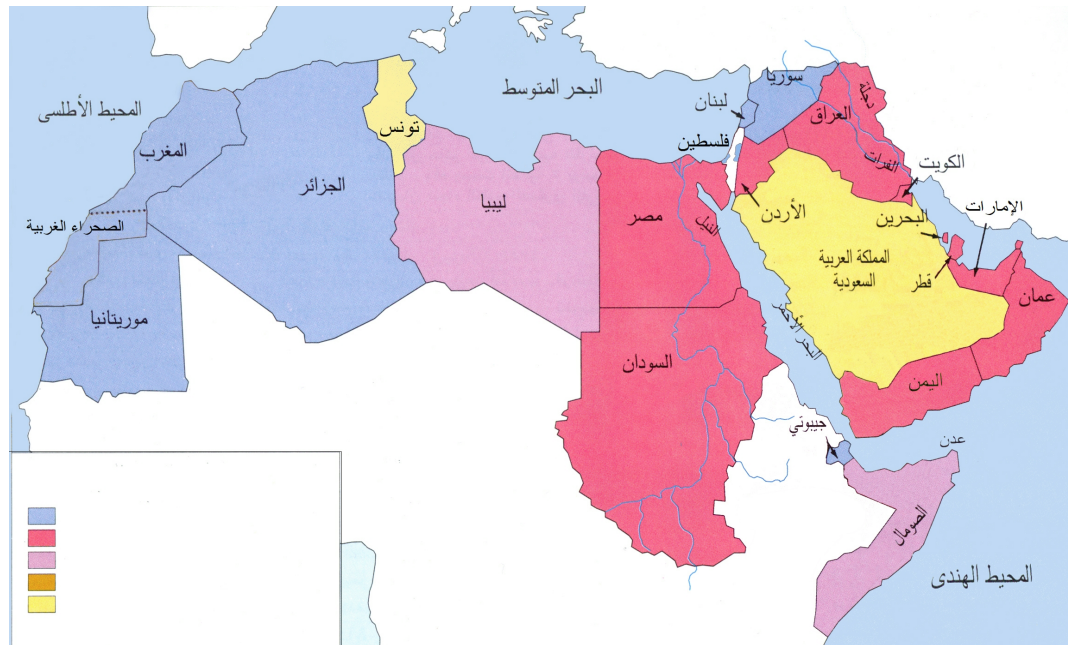 سوريا
دجلة
البحر المتوسط
لبنان
المحيط الأطلسى
العراق
تونس
فلسطين
المغرب
الفرات
الكويت
الجزائر
ليبيا
الإمارات
الأردن
مصر
البحرين
النيل
الصحراء الغربية
المملكة العربية
السعودية
قطر
عمان
موريتانيا
البحر الأحمر
السودان
اليمن
جيبوتي
عدن
الصومال
المحيط الهندى